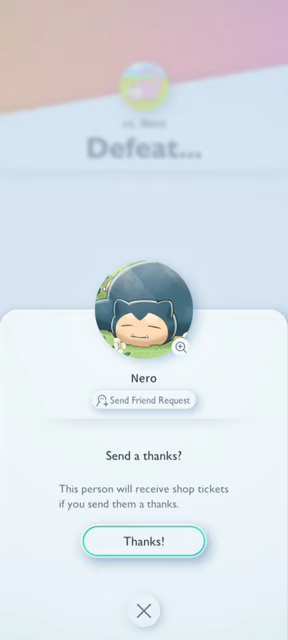 vs. Nero
Defeat...
Nero
Send Friend Request
Send a thanks?
This person will receive shop tickets
if you send them a thanks.
Thanks!